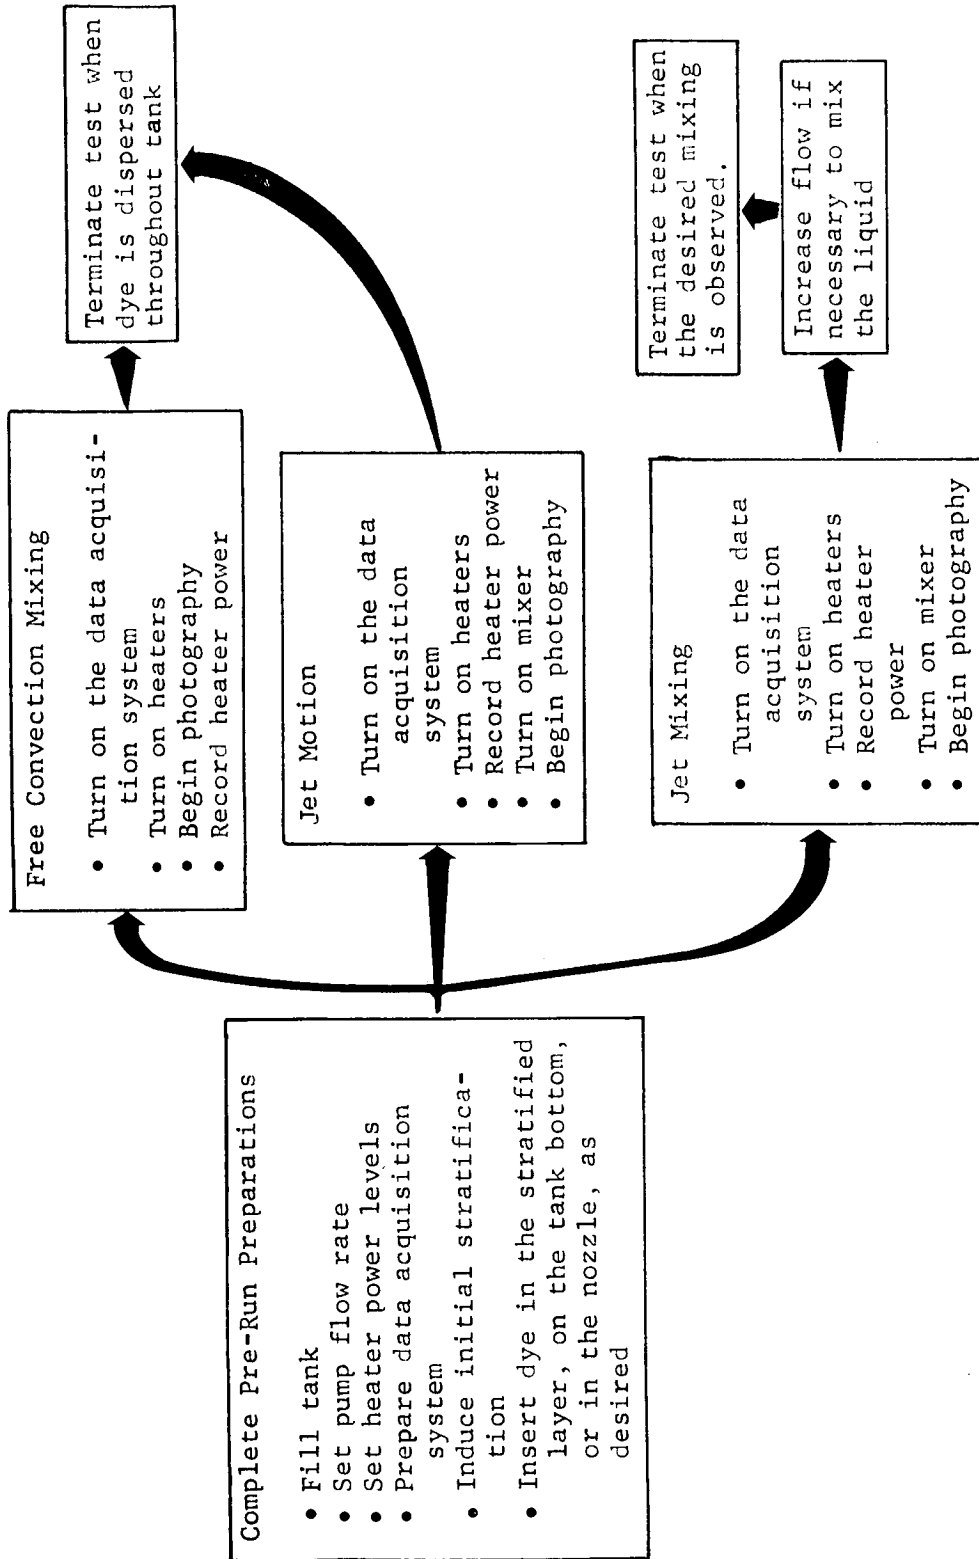 Complete Pre-Run Preparations
• Fill tank
• Set pump flow rate
• Set heater power levels
• Prepare data acquisition
system
• Induce initial stratifica-
tion
• Insert dye in the stratified
layer, on the tank bottom,
or in the nozzle, as
desired
Free Convection Mixing
• Turn on the data acquisi-
tion system
• Turn on heaters
• Begin photography
• Record heater power
Jet Motion
• Turn on the data
acquisition
system
• Turn on heaters
• Record heater power
• Turn on mixer
• Begin photography
Jet Mixing
• Turn on the data
acquisition
system
• Turn on heaters
• Record heater
power
• Turn on mixer
• Begin photography
Terminate test when
dye is dispersed
throughout tank
Terminate test when
the desired mixing
is observed.
Increase flow if
necessary to mix
the liquid